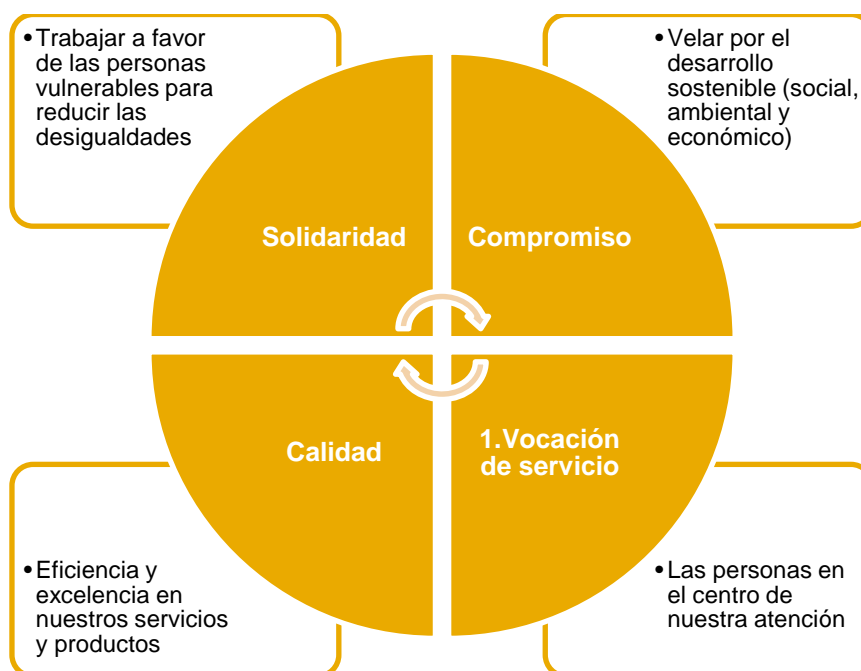 •Trabajar a favor
de las personas
vulnerables para
reducir las
desigualdades
•Velar por el
desarrollo
sostenible (social,
ambiental y
económico)
Solidaridad
Compromiso
Calidad
1.Vocación
de servicio
•Eficiencia y
excelencia en
nuestros servicios
y productos
•Las personas en
el centro de
nuestra atención